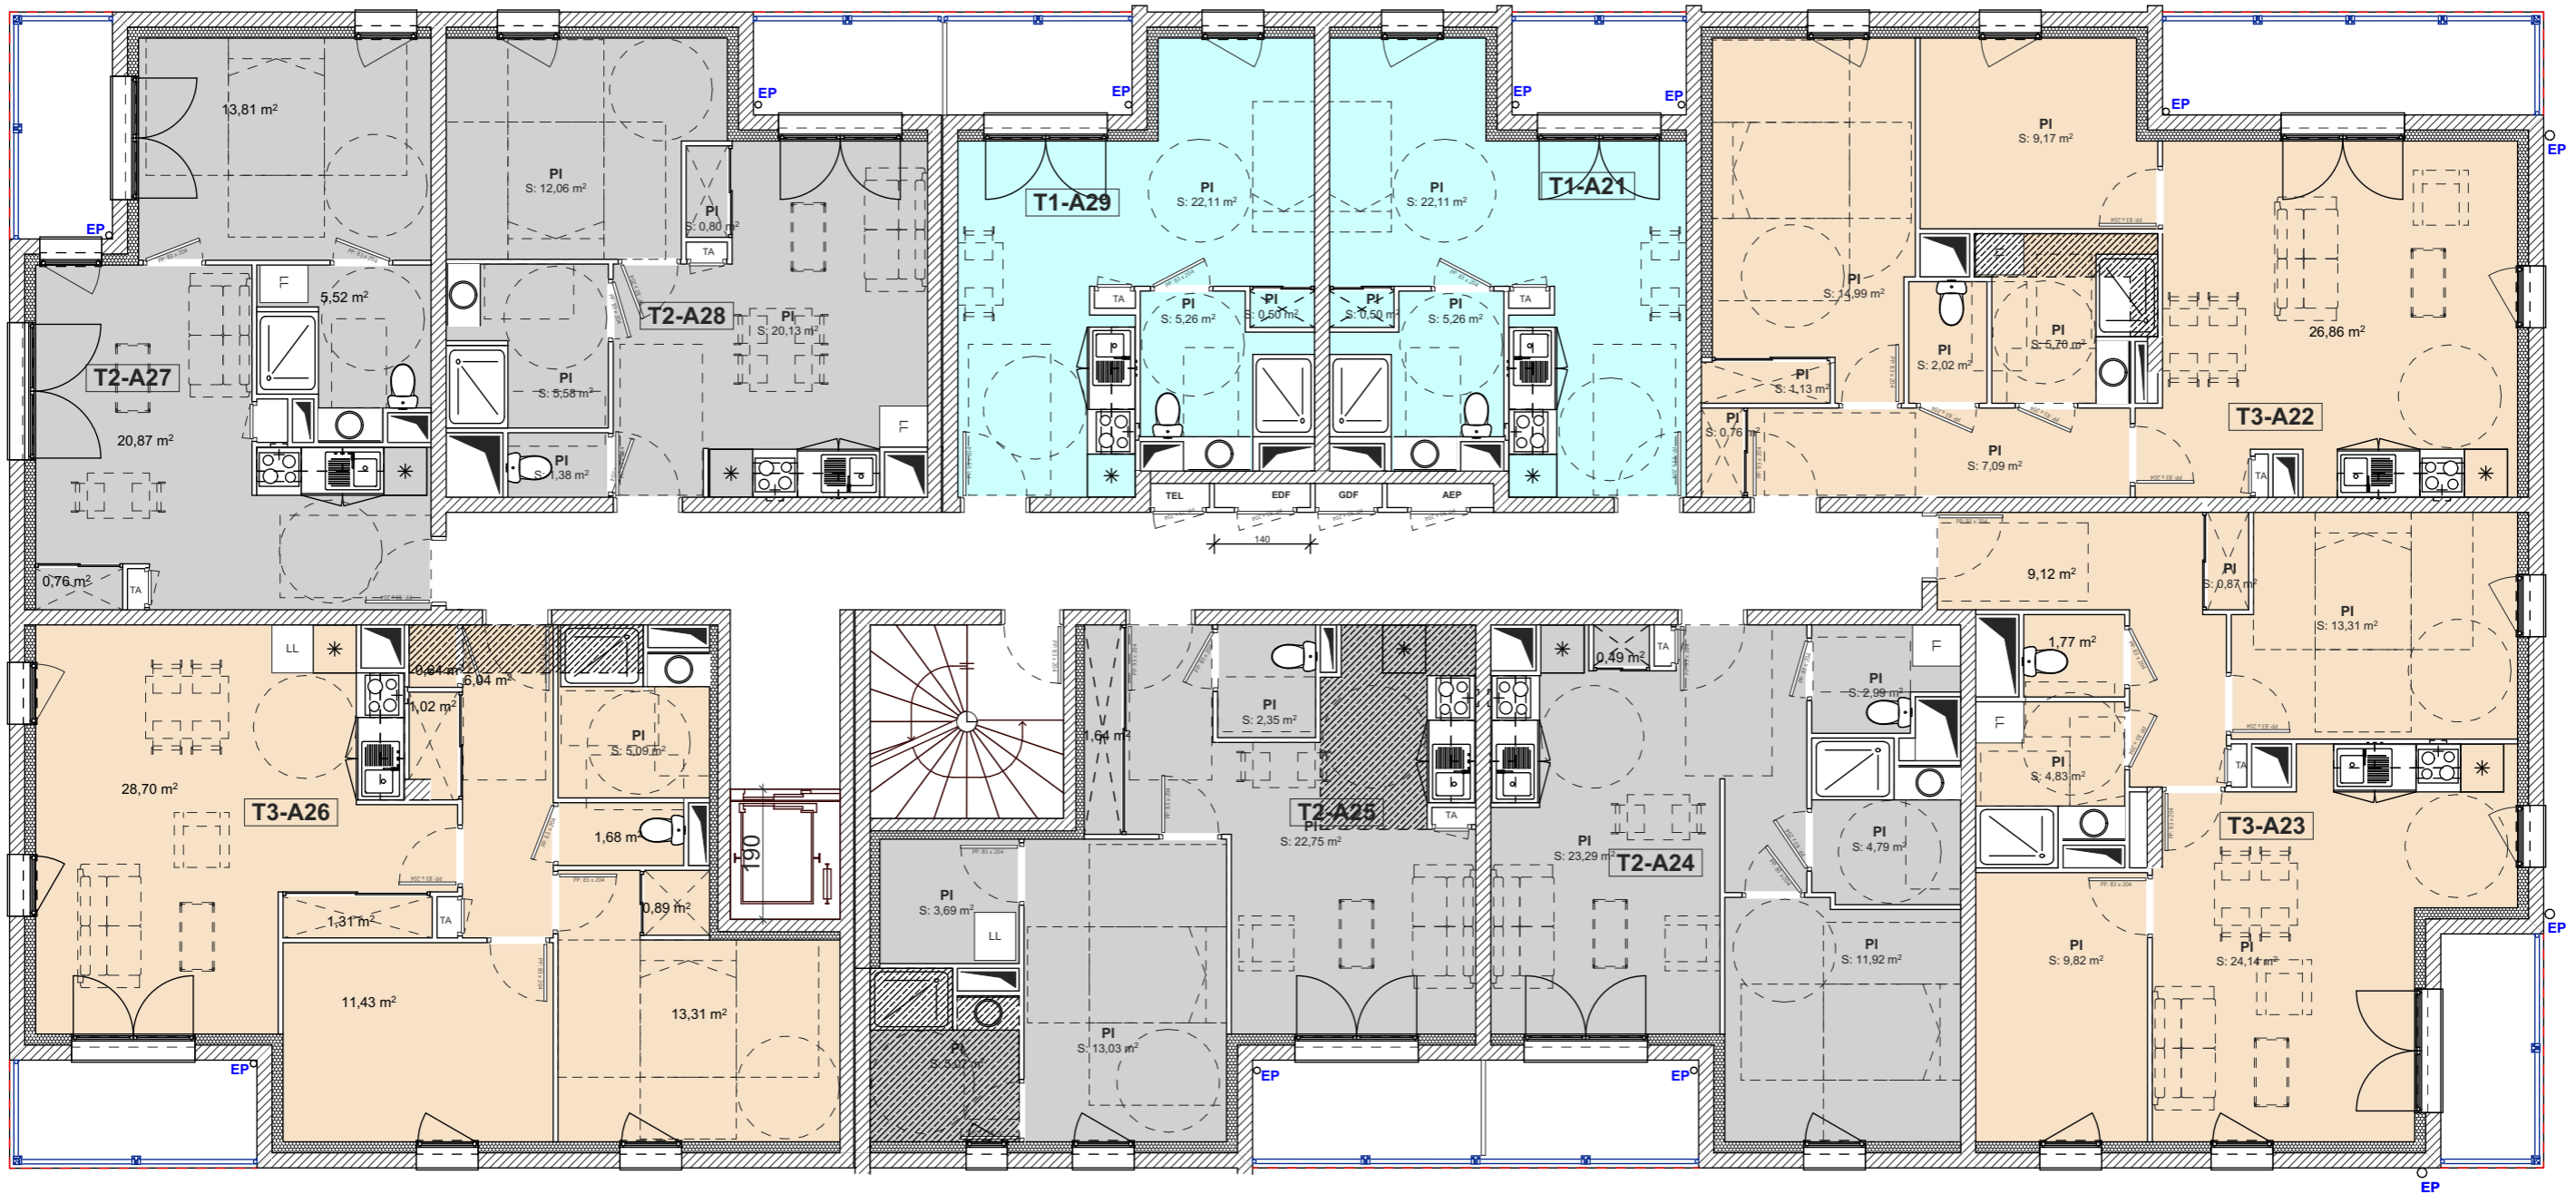 EP
13,81 m²
5,52 m²
T2-A27
20,87 m²
0,76 m²
TA
PI
S: 12,06 m²
PI
S: 0,80 m²
TA
EP
T2-A28
PI
S: 20,13 m²
PI
S: 5,58 m²
PI
S: 1,38 m²
EP
T1-A29
PI
S: 22,11 m²
TA
PI
S: 5,26 m²
PI
S: 0,50 m²
T1-A21
PI
S: 22,11 m²
PI
S: 0,50 m²
PI
S: 5,26 m²
TA
EP
EP
TEL
EDF
GDF
AEP
140
PI
S: 14,99 m²
PI
S: 9,17 m²
EP
EP
PI
S: 2,02 m²
PI
S: 5,70 m²
PI
S: 1,13 m²
PI
S: 0,76 m²
PI
S: 7,09 m²
26,86 m²
T3-A22
TA
9,12 m²
PI
S: 0,87 m²
PI
S: 13,31 m²
1,77 m²
PI
S: 4,83 m²
TA
T3-A23
PI
S: 9,82 m²
PI
S: 24,14 m²
EP
EP
LL
0,64 m²
6,04 m²
1,02 m²
PI
S: 5,09 m²
28,70 m²
T3-A26
1,68 m²
0,89 m²
1,31 m²
TA
11,43 m²
13,31 m²
EP
190
1,64 m²
PI
S: 2,35 m²
T2-A25
PI
S: 22,75 m²
TA
PI
S: 3,69 m²
LL
PI
PI
S: 13,03 m²
EP
0,49 m²
TA
PI
S: 2,99 m²
PI
S: 4,79 m²
PI
S: 23,29 m²
T2-A24
PI
S: 11,92 m²
EP